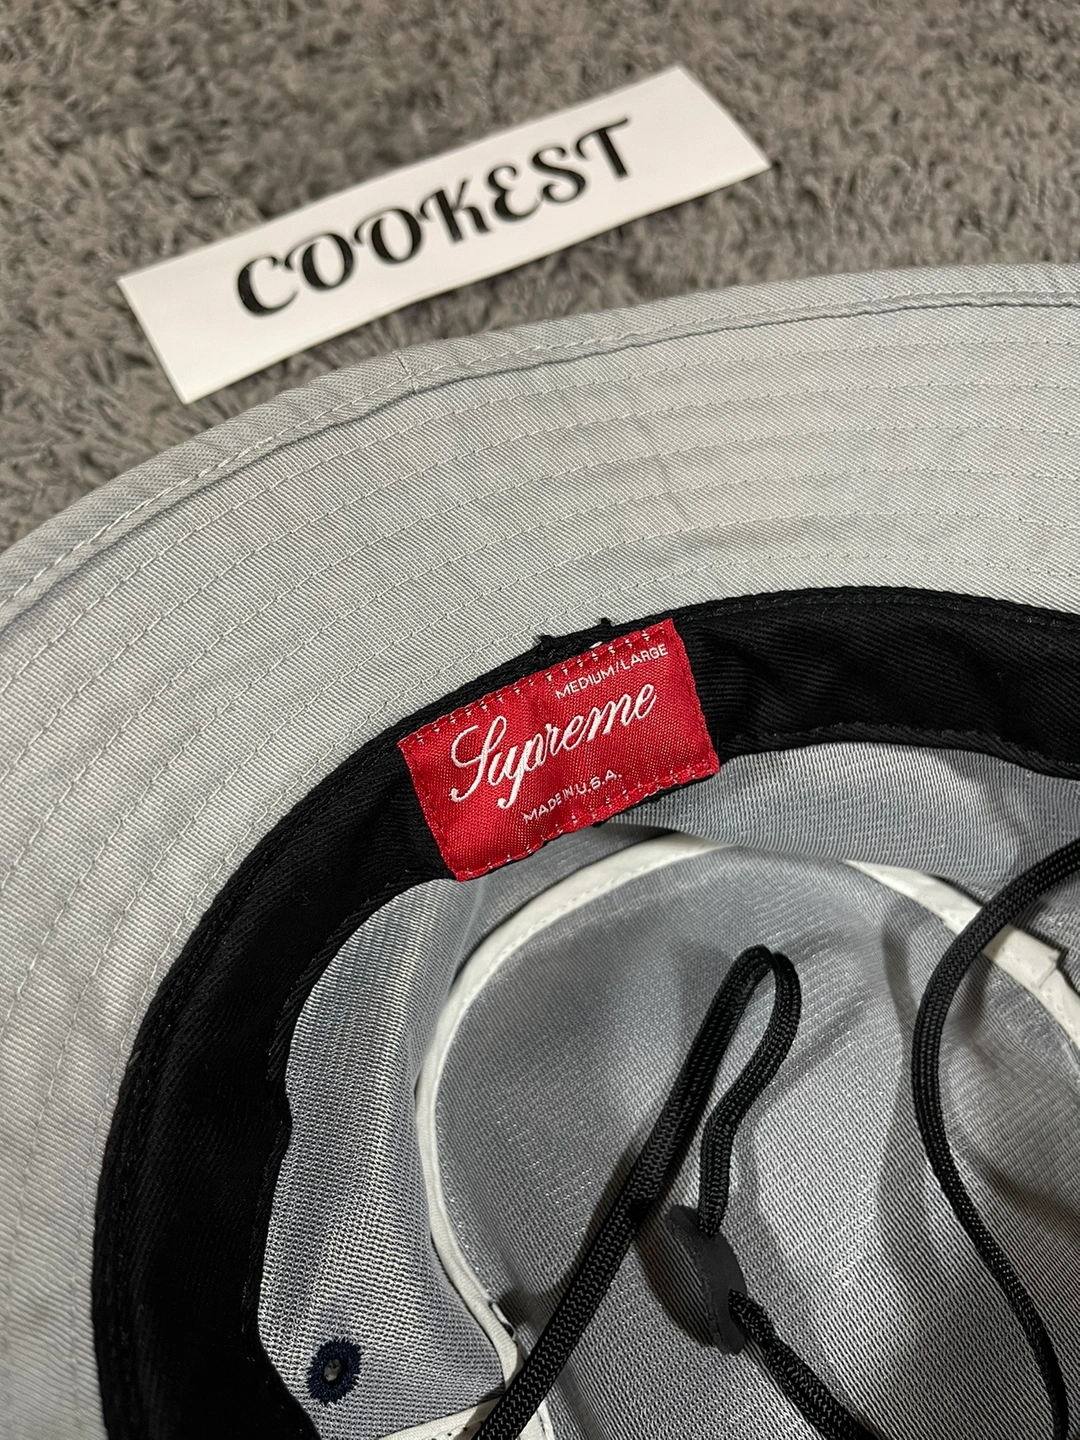 COOKEST
MEDIUM/LARGE
Supreme
MADE IN U.S.A.